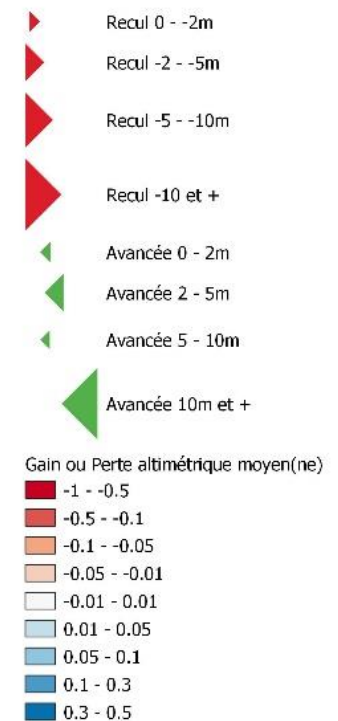 Recul 0 - -2m
Recul -2 - -5m
Recul -5 - -10m
Recul -10 et +
Avancée 0 - 2m
Avancée 2 - 5m
Avancée 5 - 10m
Avancée 10m et +
Gain ou Perte altimétrique moyen(ne)
-1 - -0.5
-0.5 - -0.1
-0.1 - -0.05
-0.05 - -0.01
-0.01 - 0.01
0.01 - 0.05
0.05 - 0.1
0.1 - 0.3
0.3 - 0.5